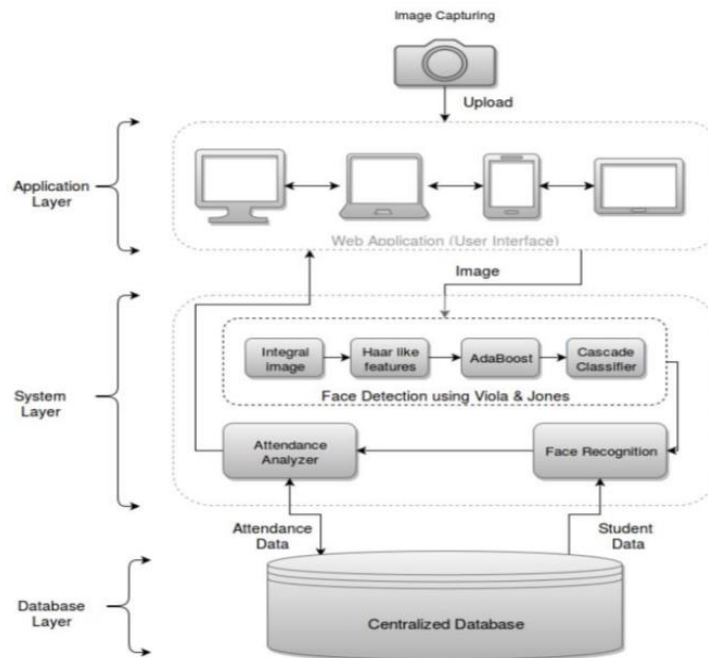 Image Capturing
Upload
Application
Layer
Web Application (User Interface)
Image
Integral
image
Haar like
features
AdaBoost
Cascade
Classifier
Face Detection using Viola & Jones
System
Layer
Attendance
Analyzer
Face Recognition
Attendance
Data
Student
Data
Database
Layer
Centralized Database